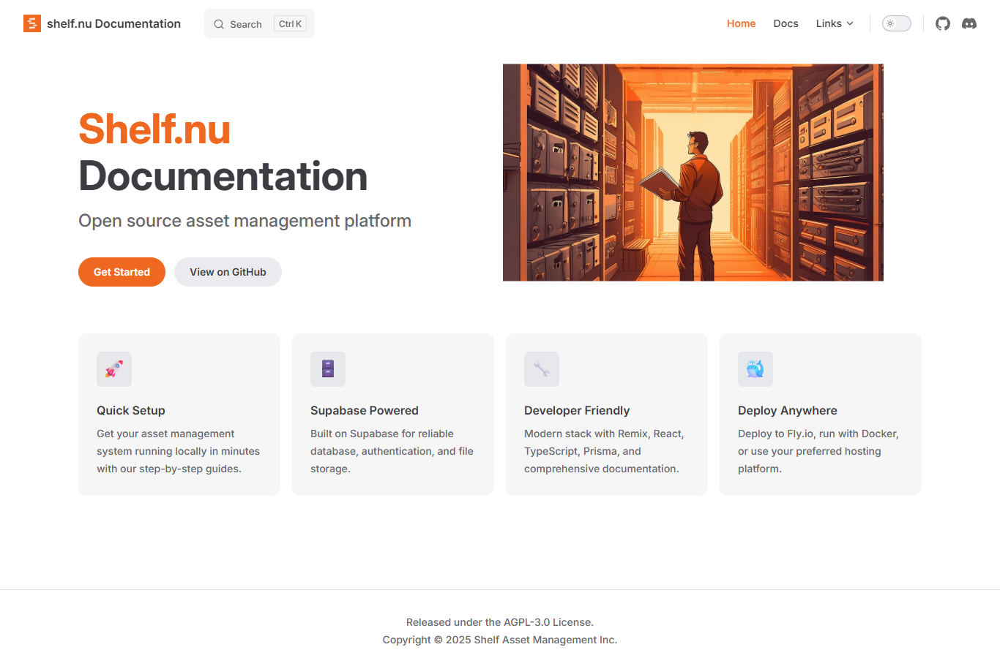 shelf.nu Documentation
Search
Ctrl K
Home
Docs
Links
Shelf.nu
Documentation
Open source asset management platform
Get Started
View on GitHub
Quick Setup
Get your asset management
system running locally in minutes
with our step-by-step guides.
Supabase Powered
Built on Supabase for reliable
database, authentication, and file
storage.
Developer Friendly
Modern stack with Remix, React,
TypeScript, Prisma, and
comprehensive documentation.
Deploy Anywhere
Deploy to Fly.io, run with Docker,
or use your preferred hosting
platform.
Released under the AGPL-3.0 License.
Copyright © 2025 Shelf Asset Management Inc.